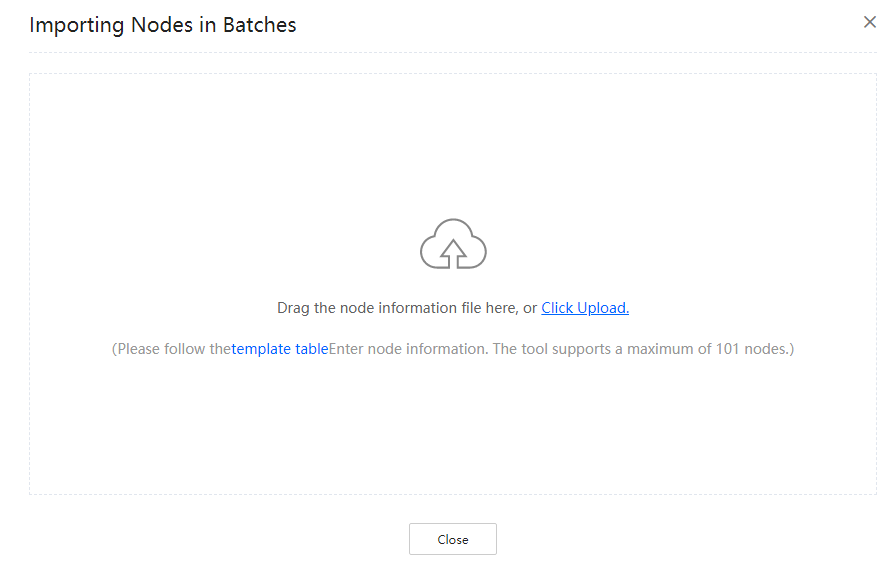 Importing Nodes in Batches
Drag the node information file here, or Click Upload.
(Please follow thetemplate tableEnter node information. The tool supports a maximum of 101 nodes.)
Close